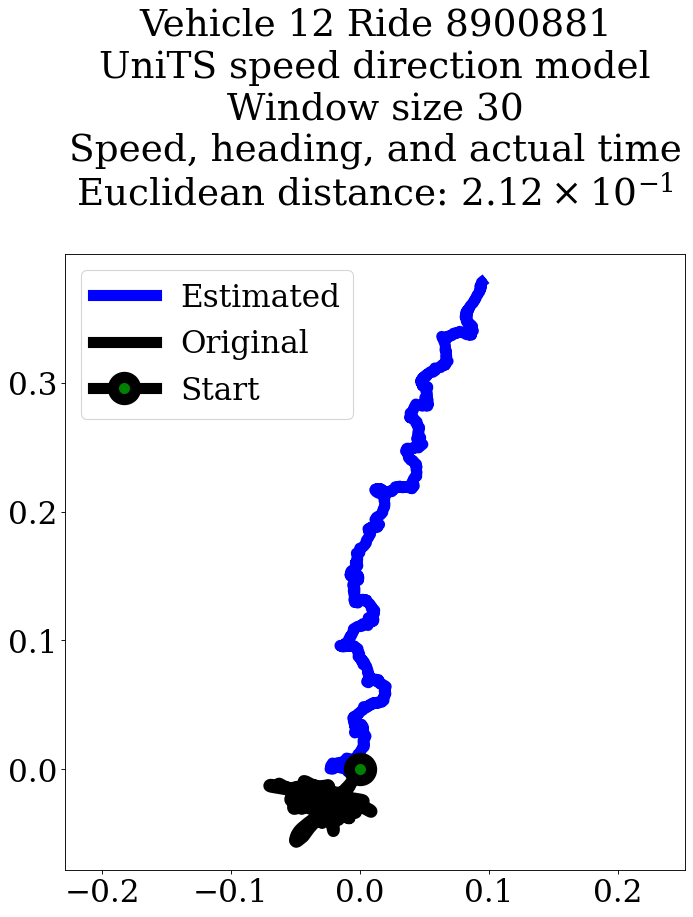 Vehicle 12 Ride 8900881
UniTS speed direction model
Window size 30
Speed, heading, and actual time
Euclidean distance: 2.12 × 10⁻¹
Estimated
Original
Start
0.3
0.2
0.1
0.0
−0.2 −0.1 0.0 0.1 0.2